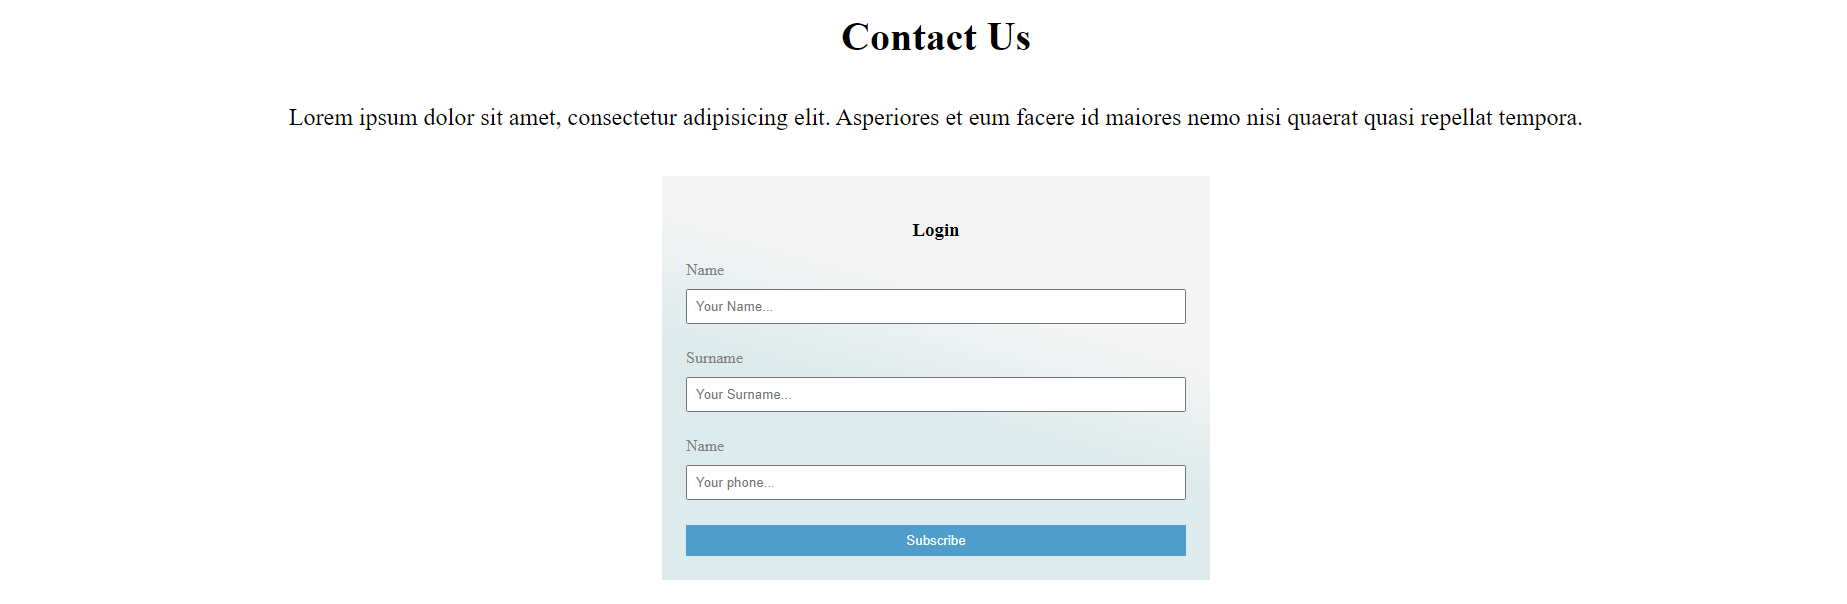 Contact Us
Lorem ipsum dolor sit amet, consectetur adipisicing elit. Asperiores et eum facere id maiores nemo nisi quaerat quasi repellat tempora.
Login
Name
Your Name...
Surname
Your Surname...
Name
Your phone...
Subscribe